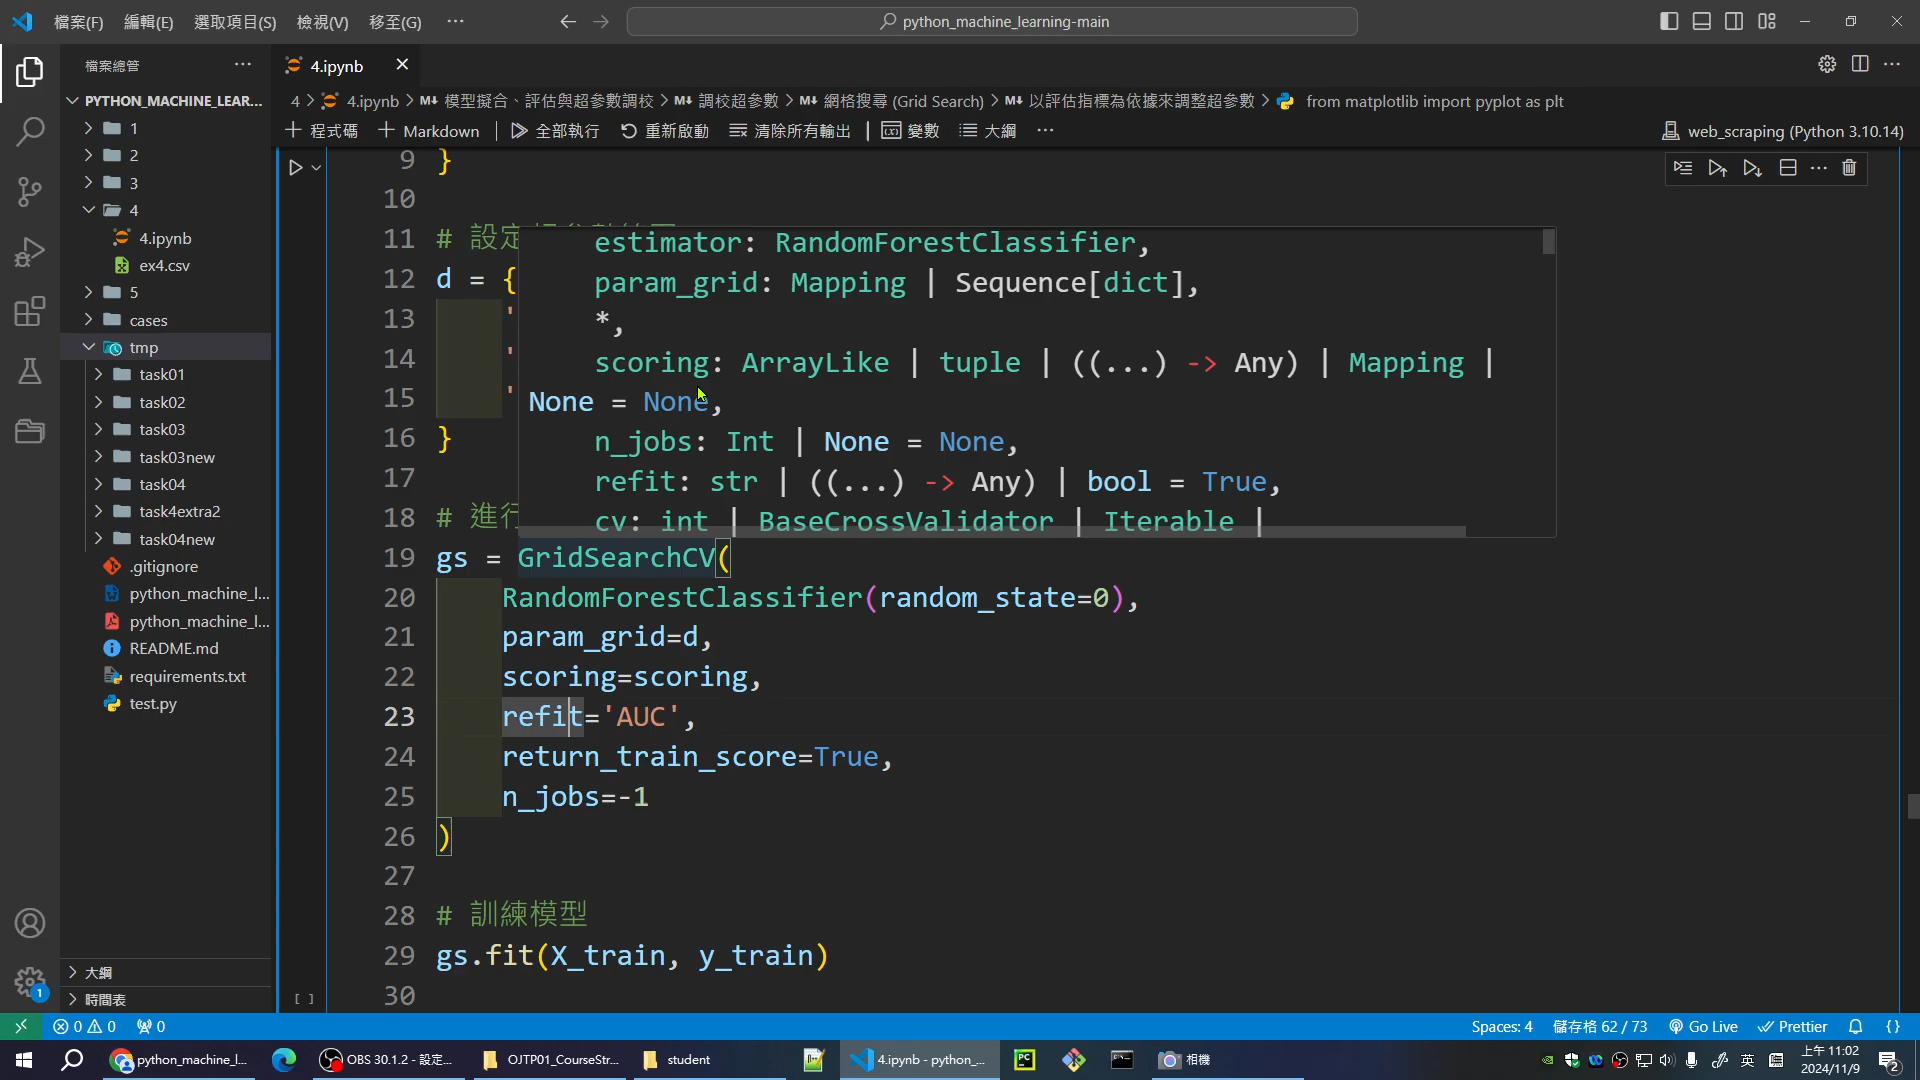 檔案(F) 編輯(E) 選取項目(S) 檢視(V) 移至(G) ··· python_machine_learning-main
檔案總管 ···
4.ipynb
PYTHON_MACHINE_LEAR...
4 > 4.ipynb > M↓ 模型擬合、評估與超參數調校 > M↓ 調校超參數 > M↓ 網格搜尋 (Grid Search) > M↓ 以評估指標為依據來調整超參數 > from matplotlib import pyplot as plt
+ 程式碼 + Markdown 全部執行 重新啟動 清除所有輸出 變數 大綱 ··· web_scraping (Python 3.10.14)
1
2
3
4
4.ipynb
ex4.csv
5
cases
tmp
task01
task02
task03
task03new
task04
task4extra2
task04new
.gitignore
python_machine_l...
python_machine_l...
README.md
requirements.txt
test.py
大綱
時間表
9 }
10
11 # 設定
12 d = {
13 '
14 '
15 '
16 }
17
18 # 進行
estimator: RandomForestClassifier,
param_grid: Mapping | Sequence[dict],
*,
scoring: ArrayLike | tuple | ((...) -> Any) | Mapping |
None = None,
n_jobs: Int | None = None,
refit: str | ((...) -> Any) | bool = True,
cv: int | BaseCrossValidator | Iterable |
19 gs = GridSearchCV(
20 RandomForestClassifier(random_state=0),
21 param_grid=d,
22 scoring=scoring,
23 refit='AUC',
24 return_train_score=True,
25 n_jobs=-1
26 )
27
28 # 訓練模型
29 gs.fit(X_train, y_train)
30
[ ]
1
0 0 0 Spaces: 4 儲存格 62 / 73 Go Live Prettier {}
python_machine_l... OBS 30.1.2 - 設定... OJTP01_CourseStr... student 4.ipynb - python_... PC 相機 英 上午 11:02
2024/11/9
2